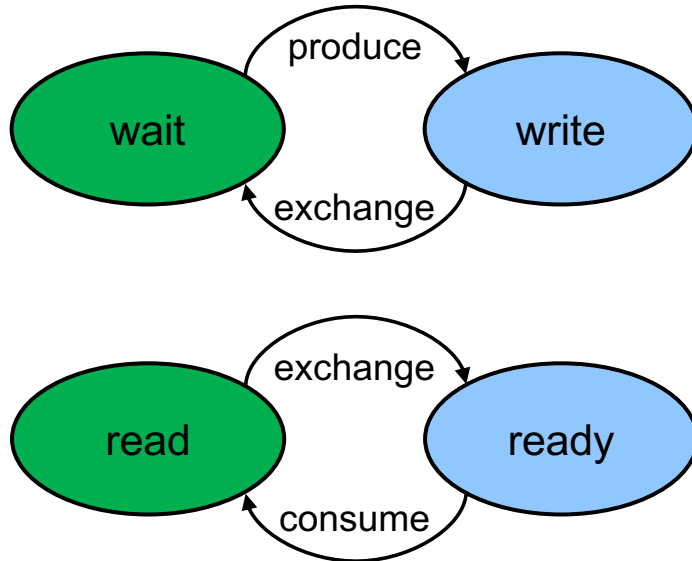 produce
wait
write
exchange
exchange
read
ready
consume